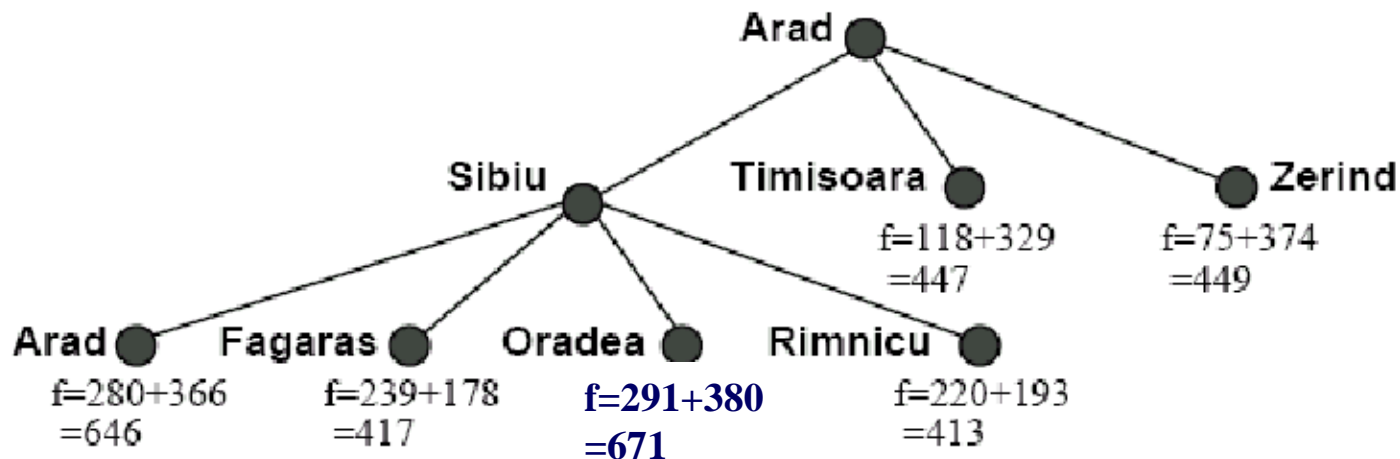 Arad
Sibiu
Timisoara
Zerind
f=118+329
=447
f=75+374
=449
Arad
Fagaras
Oradea
Rimnicu
f=280+366
=646
f=239+178
=417
f=291+380
=671
f=220+193
=413